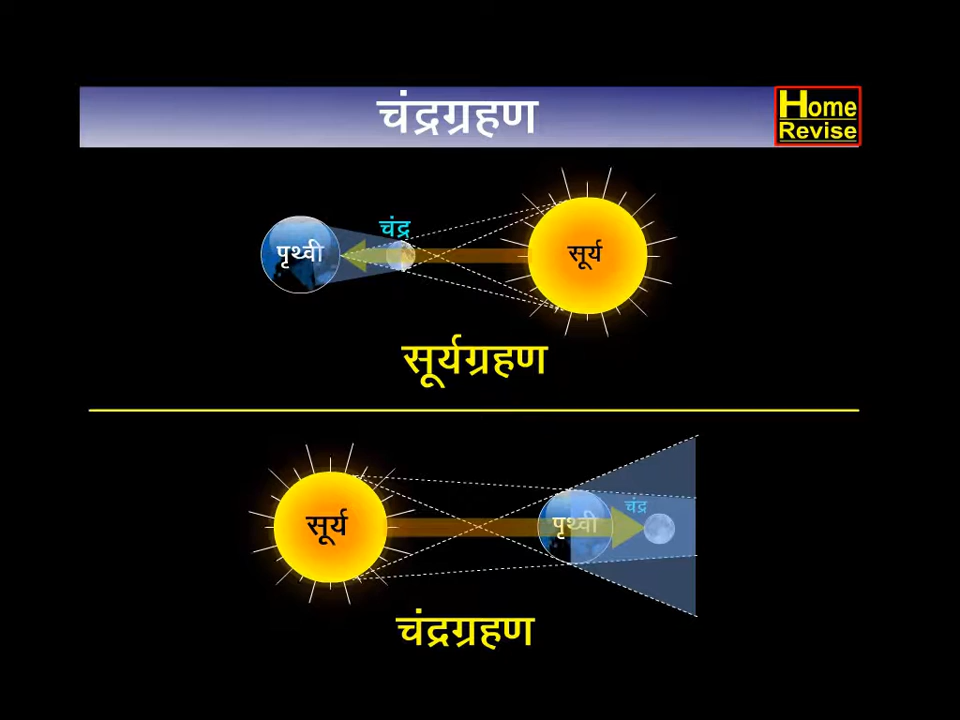 चंद्रग्रहण
Home
Revise
चंद्र
पृथ्वी
सूर्य
सूर्यग्रहण
सूर्य
पृथ्वी
चंद्र
चंद्रग्रहण